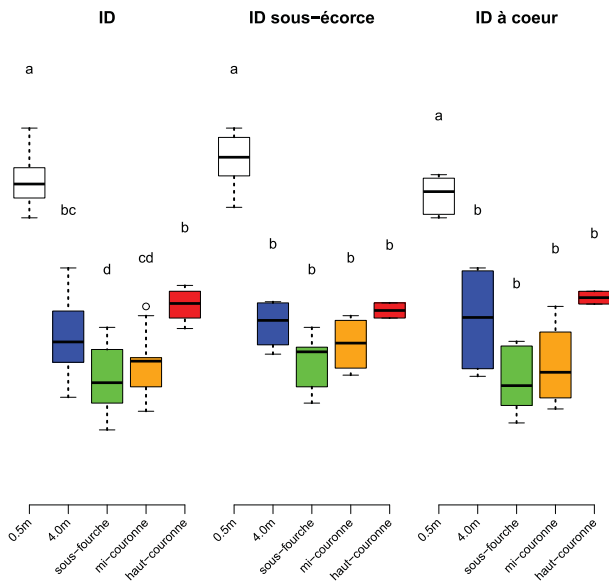 ID
ID sous−écorce
ID à coeur
a
a
a
bc
b
b
d
cd
b
b
b
b
b
b
b
b
0.5m
4.0m
sous−fourche
mi−couronne
haut−couronne
0.5m
4.0m
sous−fourche
mi−couronne
haut−couronne
0.5m
4.0m
sous−fourche
mi−couronne
haut−couronne